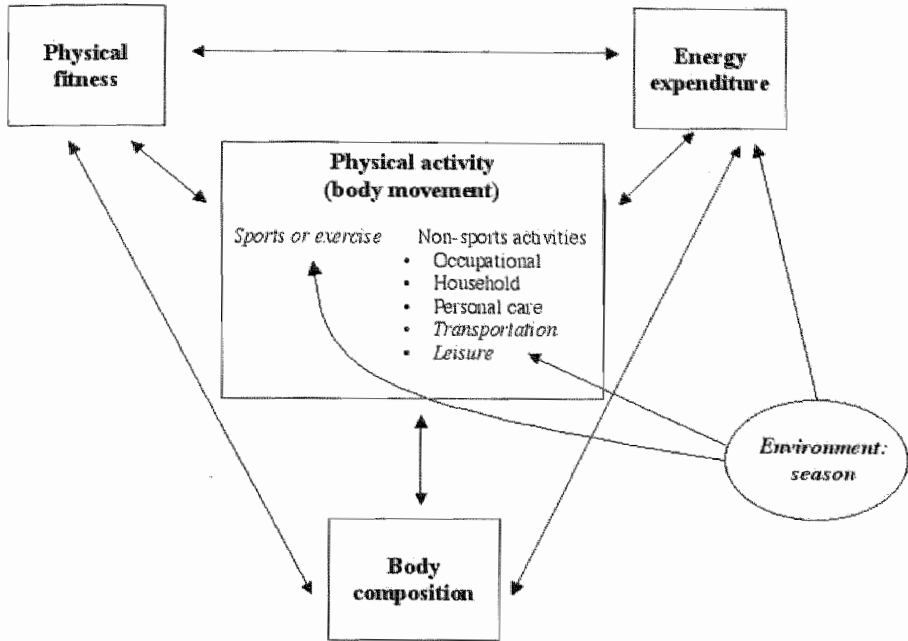 Physical
fitness
Energy
expenditure
Physical activity
(body movement)
Sports or exercise
Non-sports activities
• Occupational
• Household
• Personal care
• Transportation
• Leisure
Environment:
season
Body
composition